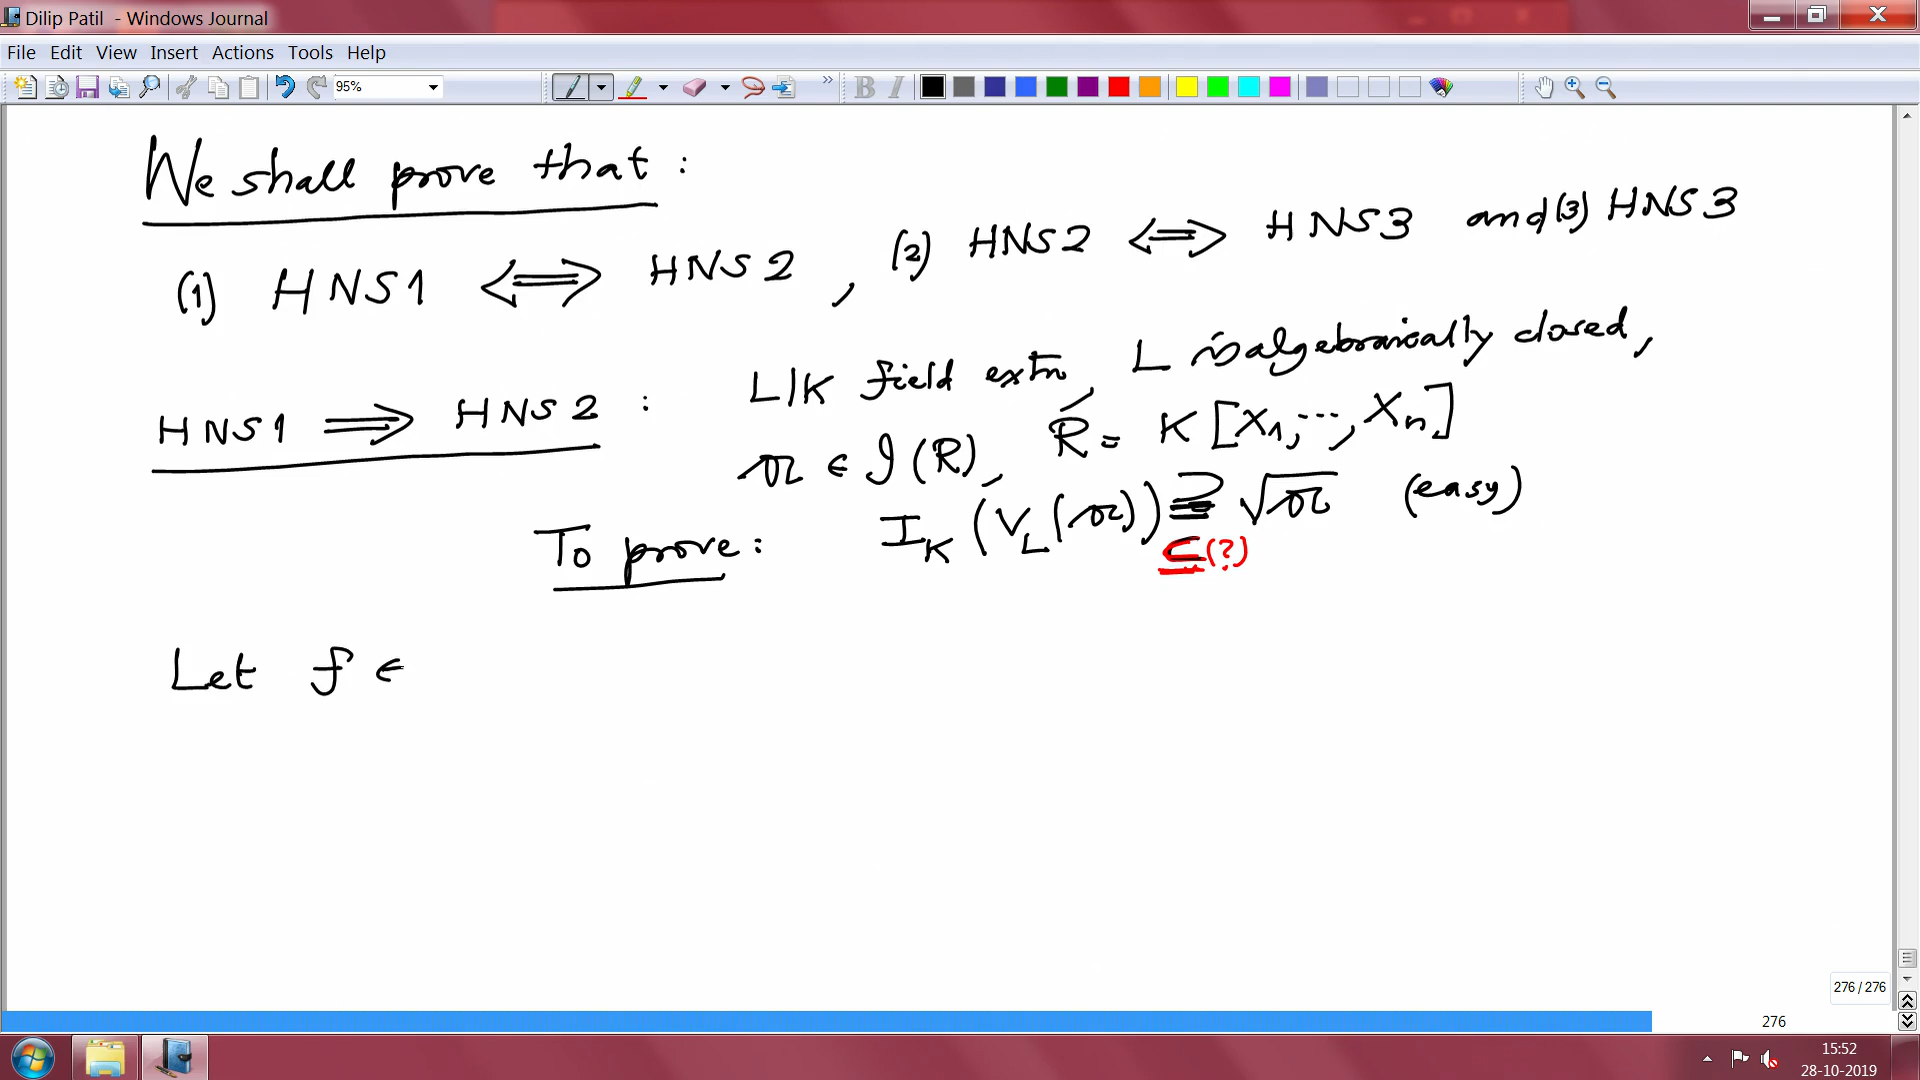 Dilip Patil - Windows Journal
File Edit View Insert Actions Tools Help
95%
We shall prove that :
(1) HNS1 ⟺ HNS2 , (2) HNS2 ⟺ HNS3 and (3) HNS3
HNS1 ⟹ HNS2 : L|K field extn, L is algebraically closed,
𝔞 ∈ 𝓘(R), R = K[X₁,⋯,Xₙ]
To prove : I_K (V_L(𝔞)) ⊇ √𝔞 (easy)
⊆ (?)
Let f ∈
276 / 276
276
15:52
28-10-2019